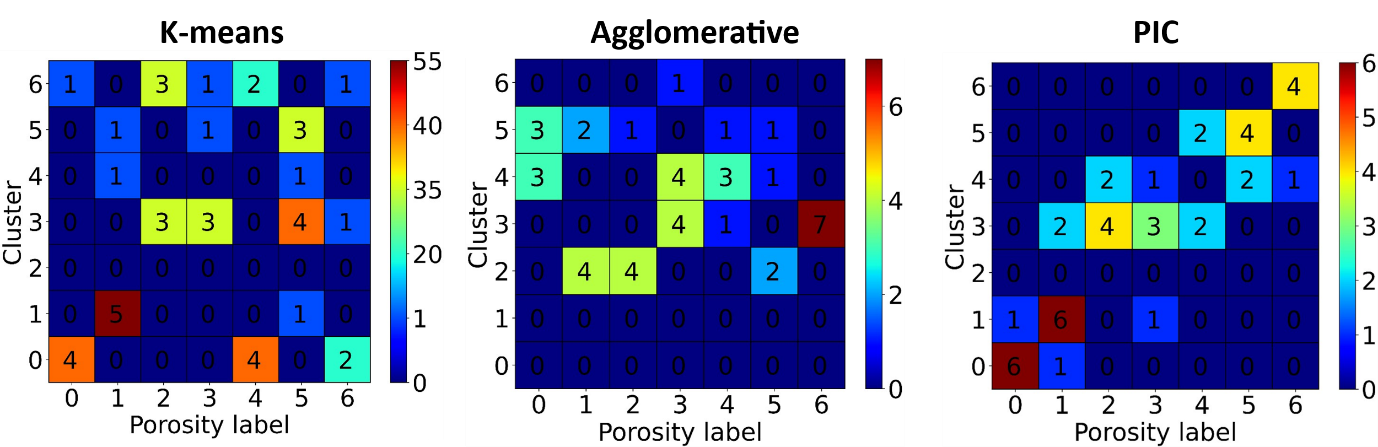 K-means
Agglomerative
PIC
6 1 0 3 1 2 0 1
5 0 1 0 1 0 3 0
4 0 1 0 0 0 1 0
3 0 0 3 3 0 4 1
2 0 0 0 0 0 0 0
1 0 5 0 0 0 1 0
0 4 0 0 0 4 0 2
0 1 2 3 4 5 6
Cluster
Porosity label
55
40
35
20
1
0
6 0 0 0 1 0 0 0
5 3 2 1 0 1 1 0
4 3 0 0 4 3 1 0
3 0 0 0 4 1 0 7
2 0 4 4 0 0 2 0
1 0 0 0 0 0 0 0
0 0 0 0 0 0 0 0
0 1 2 3 4 5 6
Cluster
Porosity label
6
4
2
0
6 0 0 0 0 0 0 4
5 0 0 0 0 2 4 0
4 0 0 2 1 0 2 1
3 0 2 4 3 2 0 0
2 0 0 0 0 0 0 0
1 1 6 0 1 0 0 0
0 6 1 0 0 0 0 0
0 1 2 3 4 5 6
Cluster
Porosity label
6
5
4
3
2
1
0